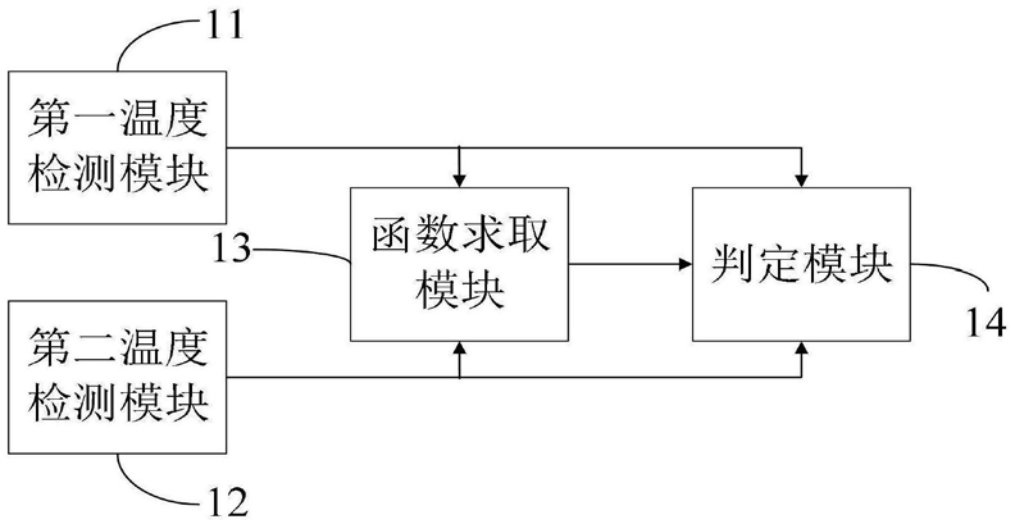 11
第一温度
检测模块
13
函数求取
模块
判定模块
14
第二温度
检测模块
12